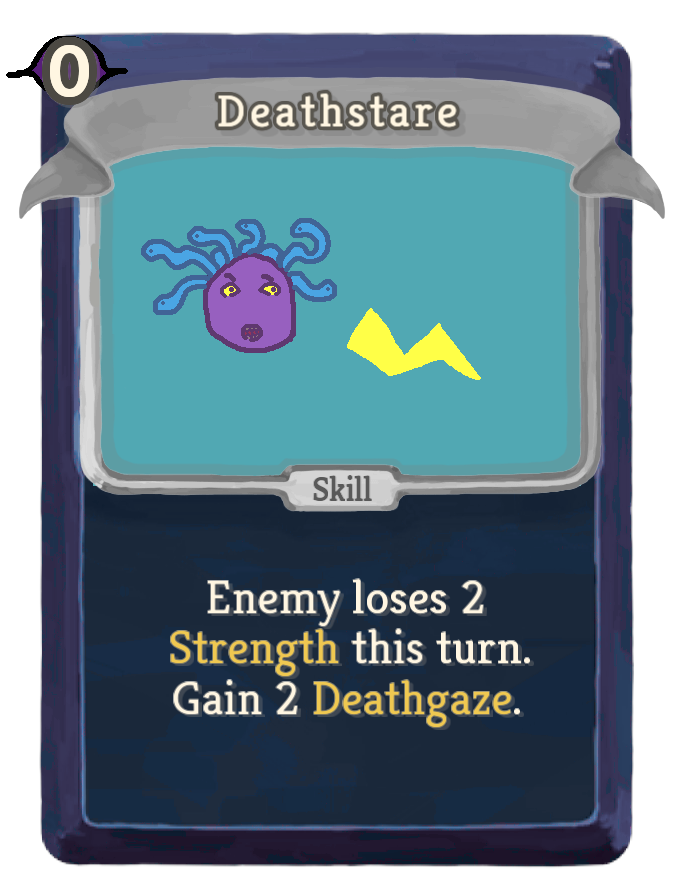 0
Deathstare
Skill
Enemy loses 2
Strength this turn.
Gain 2 Deathgaze.